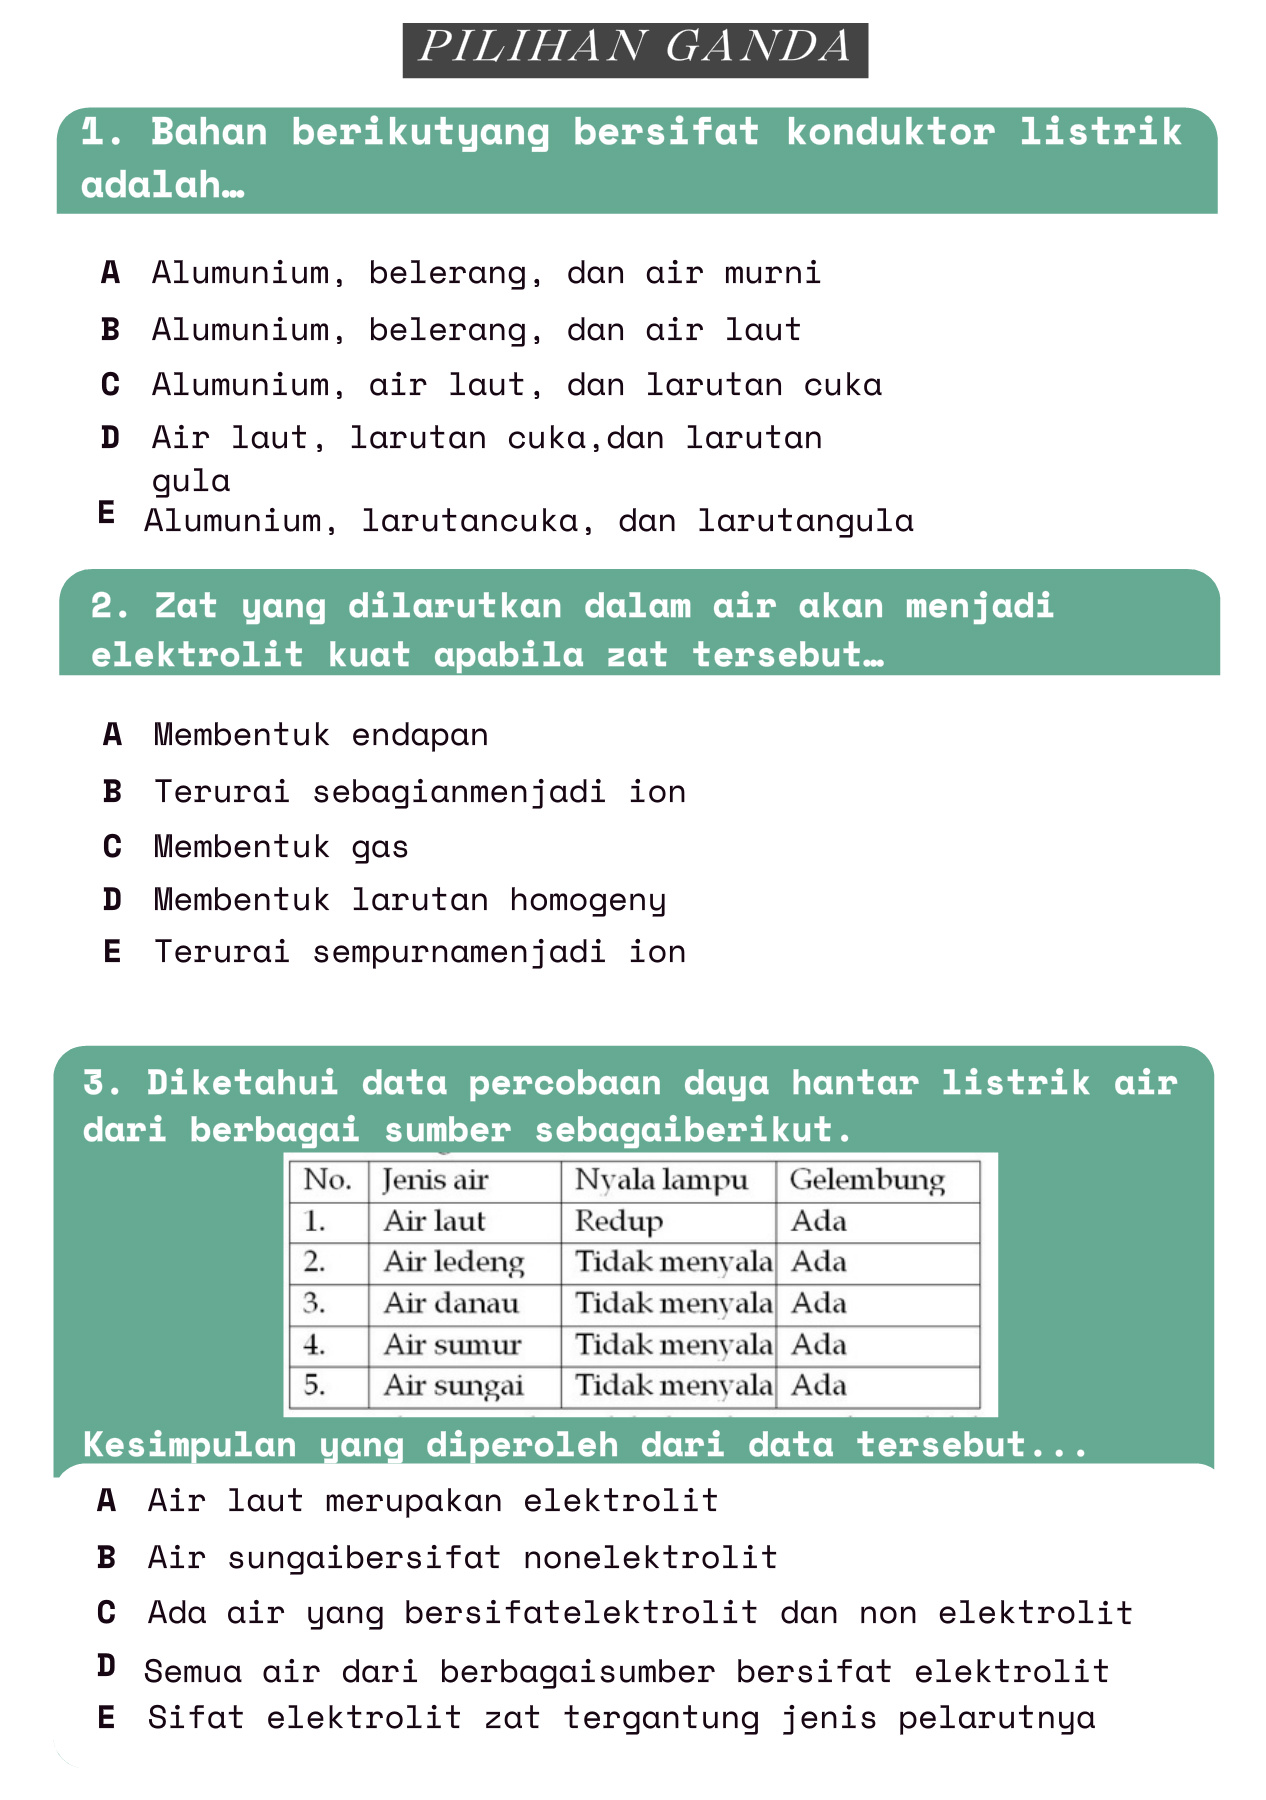 PILIHAN GANDA
1. Bahan berikutyang bersifat konduktor listrik
adalah…
A Alumunium, belerang, dan air murni
B Alumunium, belerang, dan air laut
C Alumunium, air laut, dan larutan cuka
D Air laut, larutan cuka,dan larutan
gula
E Alumunium, larutancuka, dan larutangula
2. Zat yang dilarutkan dalam air akan menjadi
elektrolit kuat apabila zat tersebut…
A Membentuk endapan
B Terurai sebagianmenjadi ion
C Membentuk gas
D Membentuk larutan homogeny
E Terurai sempurnamenjadi ion
3. Diketahui data percobaan daya hantar listrik air
dari berbagai sumber sebagaiberikut.
No. Jenis air Nyala lampu Gelembung
1. Air laut Redup Ada
2. Air ledeng Tidak menyala Ada
3. Air danau Tidak menyala Ada
4. Air sumur Tidak menyala Ada
5. Air sungai Tidak menyala Ada
Kesimpulan yang diperoleh dari data tersebut...
A Air laut merupakan elektrolit
B Air sungaibersifat nonelektrolit
C Ada air yang bersifatelektrolit dan non elektrolit
D Semua air dari berbagaisumber bersifat elektrolit
E Sifat elektrolit zat tergantung jenis pelarutnya